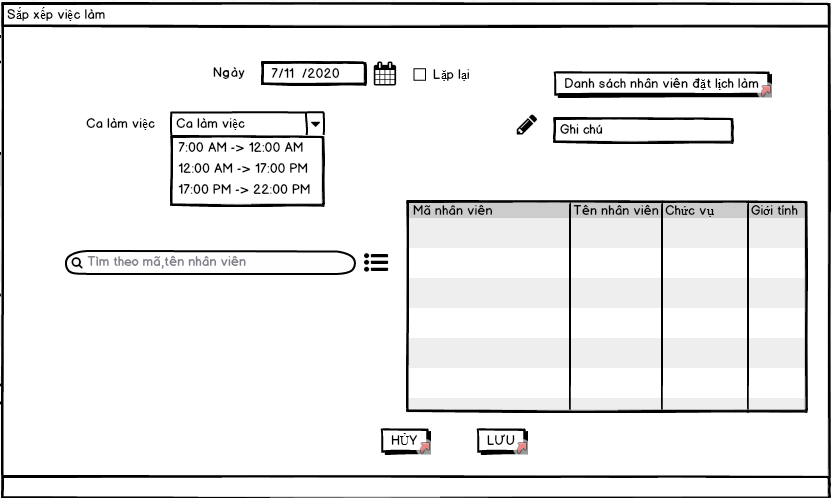 Sắp xếp việc làm
Ngày 7/11 /2020 Lặp lại
Danh sách nhân viên đặt lịch làm
Ca làm việc Ca làm việc
Ghi chú
7:00 AM -> 12:00 AM
12:00 AM -> 17:00 PM
17:00 PM -> 22:00 PM
Mã nhân viên Tên nhân viên Chức vụ Giới tính
Tìm theo mã,tên nhân viên
HỦY LƯU